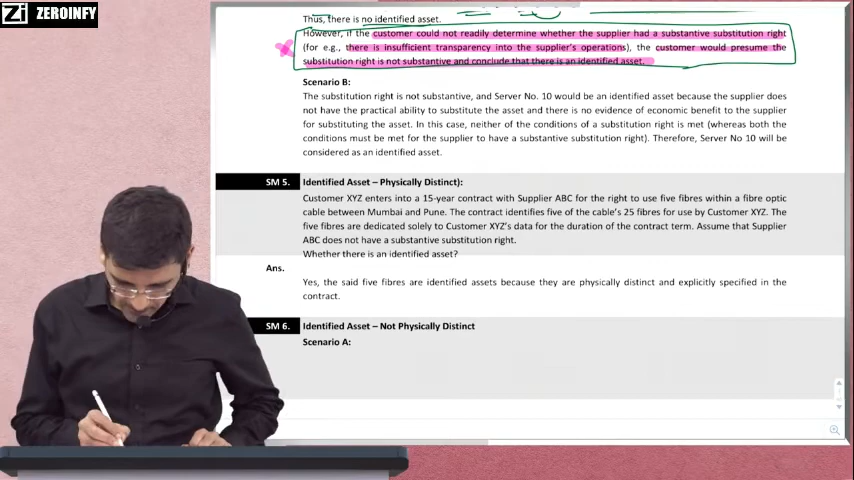 Zi ZEROINFY
Thus, there is no identified asset.
However, if the customer could not readily determine whether the supplier had a substantive substitution right
(for e.g., there is insufficient transparency into the supplier's operations), the customer would presume the
substitution right is not substantive and conclude that there is an identified asset.
Scenario B:
The substitution right is not substantive, and Server No. 10 would be an identified asset because the supplier does
not have the practical ability to substitute the asset and there is no evidence of economic benefit to the supplier
for substituting the asset. In this case, neither of the conditions of a substitution right is met (whereas both the
conditions must be met for the supplier to have a substantive substitution right). Therefore, Server No 10 will be
considered as an identified asset.
SM 5. Identified Asset – Physically Distinct):
Customer XYZ enters into a 15-year contract with Supplier ABC for the right to use five fibres within a fibre optic
cable between Mumbai and Pune. The contract identifies five of the cable's 25 fibres for use by Customer XYZ. The
five fibres are dedicated solely to Customer XYZ's data for the duration of the contract term. Assume that Supplier
ABC does not have a substantive substitution right.
Whether there is an identified asset?
Ans.
Yes, the said five fibres are identified assets because they are physically distinct and explicitly specified in the
contract.
SM 6. Identified Asset – Not Physically Distinct
Scenario A: